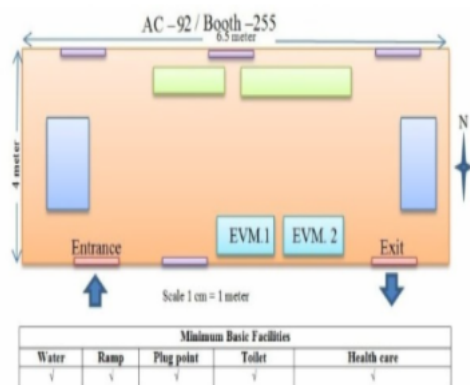 AC –92 / Booth –255
6.5 meter
4 meter
N
EVM.1 EVM. 2
Entrance Exit
Scale 1 cm = 1 meter
Minimum Basic Facilities
Water Ramp Plug point Toilet Health care
√ √ √ √ √